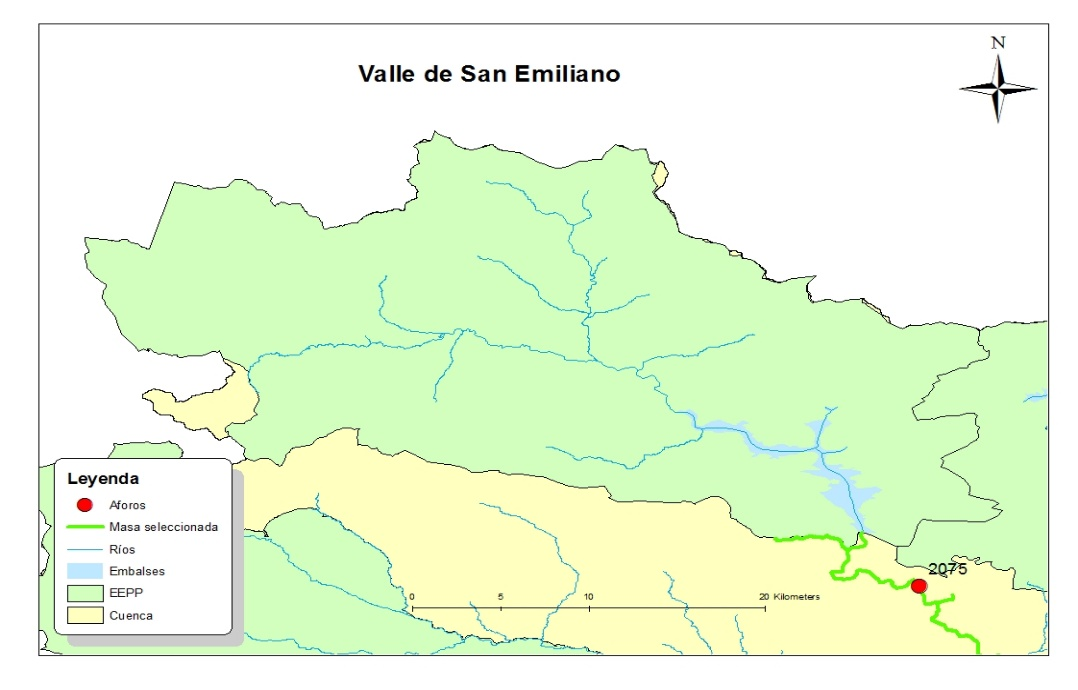 Valle de San Emiliano
N
Leyenda
Aforos
Masa seleccionada
Ríos
Embalses
EEPP
Cuenca
2075
0 5 10 20 Kilometers